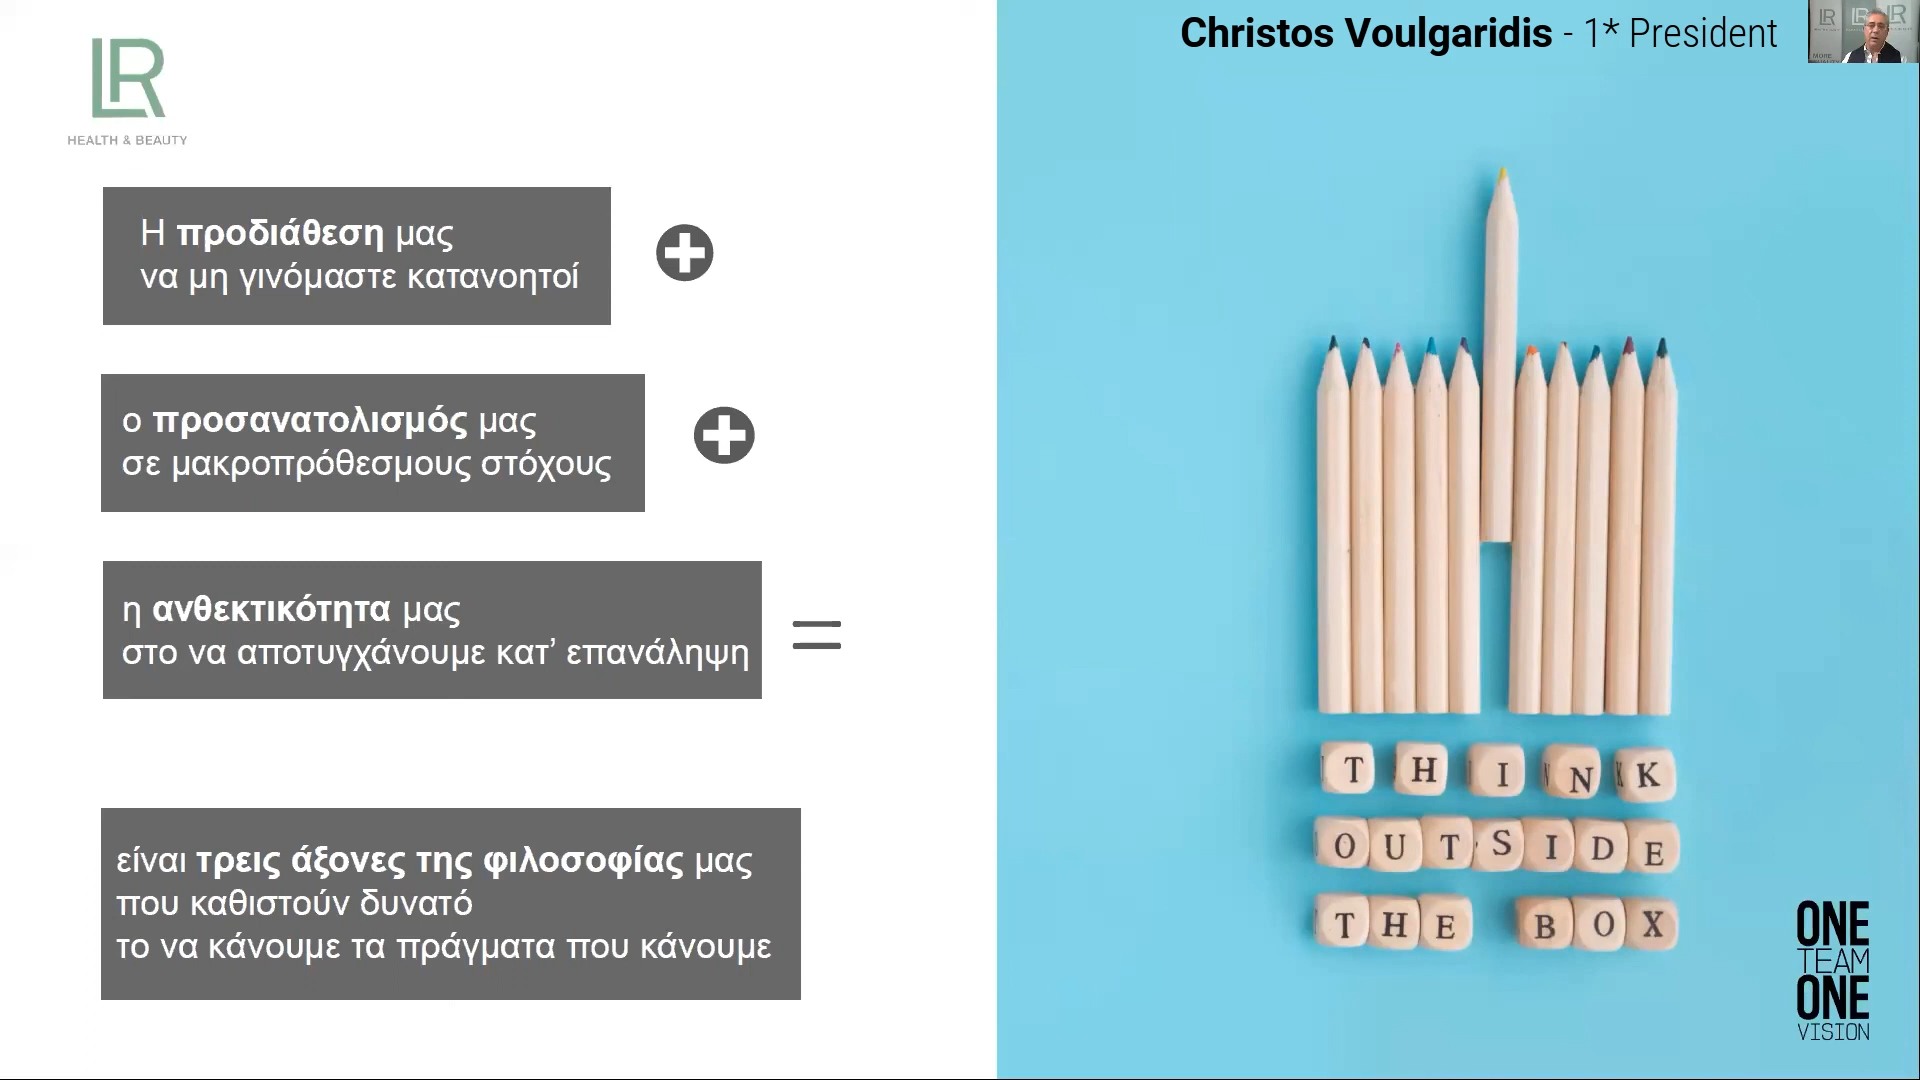 LR
HEALTH & BEAUTY
Christos Voulgaridis - 1* President
Η προδιάθεση μας
να μη γινόμαστε κατανοητοί
ο προσανατολισμός μας
σε μακροπρόθεσμους στόχους
η ανθεκτικότητα μας
στο να αποτυγχάνουμε κατ’ επανάληψη
=
είναι τρεις άξονες της φιλοσοφίας μας
που καθιστούν δυνατό
το να κάνουμε τα πράγματα που κάνουμε
THINK
OUTSIDE
THE BOX
ONE
TEAM
ONE
VISION